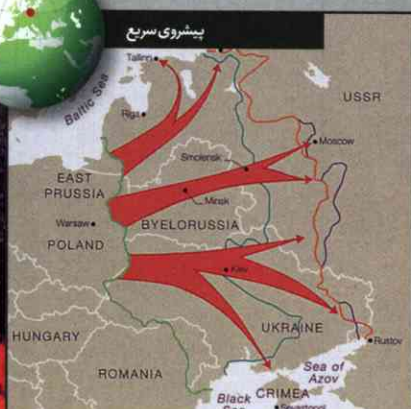 پیشروی سریع
Tallinn
Baltic Sea
Riga
USSR
Moscow
Smolensk
EAST
PRUSSIA
Minsk
Warsaw
BYELORUSSIA
POLAND
Kiev
HUNGARY
UKRAINE
Rustov
ROMANIA
Sea of
Azov
Black
CRIMEA